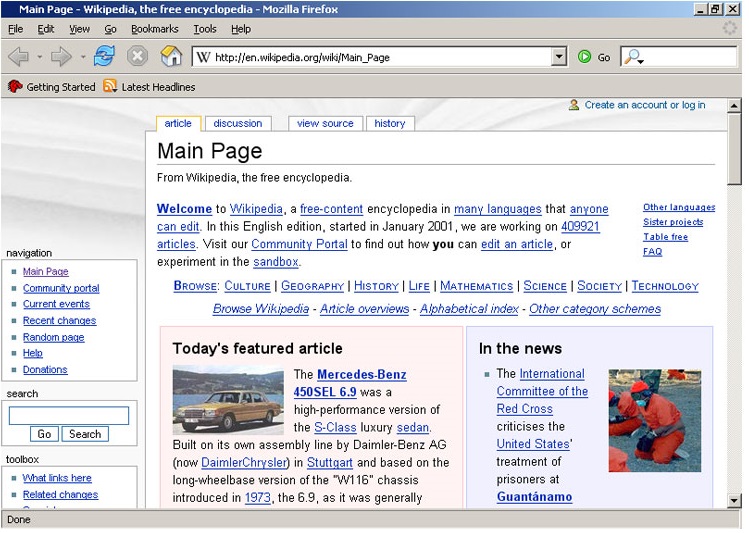 Main Page - Wikipedia, the free encyclopedia - Mozilla Firefox
File Edit View Go Bookmarks Tools Help
W http://en.wikipedia.org/wiki/Main_Page Go
Getting Started Latest Headlines
Create an account or log in
article discussion view source history
Main Page
From Wikipedia, the free encyclopedia.
Welcome to Wikipedia, a free-content encyclopedia in many languages that anyone
can edit. In this English edition, started in January 2001, we are working on 409921
articles. Visit our Community Portal to find out how you can edit an article, or
experiment in the sandbox.
Other languages
Sister projects
Table free
FAQ
Browse: Culture | Geography | History | Life | Mathematics | Science | Society | Technology
Browse Wikipedia - Article overviews - Alphabetical index - Other category schemes
navigation
Main Page
Community portal
Current events
Recent changes
Random page
Help
Donations
search
Go Search
toolbox
What links here
Related changes
Today's featured article
The Mercedes-Benz
450SEL 6.9 was a
high-performance version of
the S-Class luxury sedan.
Built on its own assembly line by Daimler-Benz AG
(now DaimlerChrysler) in Stuttgart and based on the
long-wheelbase version of the "W116" chassis
introduced in 1973, the 6.9, as it was generally
In the news
The International
Committee of the
Red Cross
criticises the
United States'
treatment of
prisoners at
Guantánamo
Done